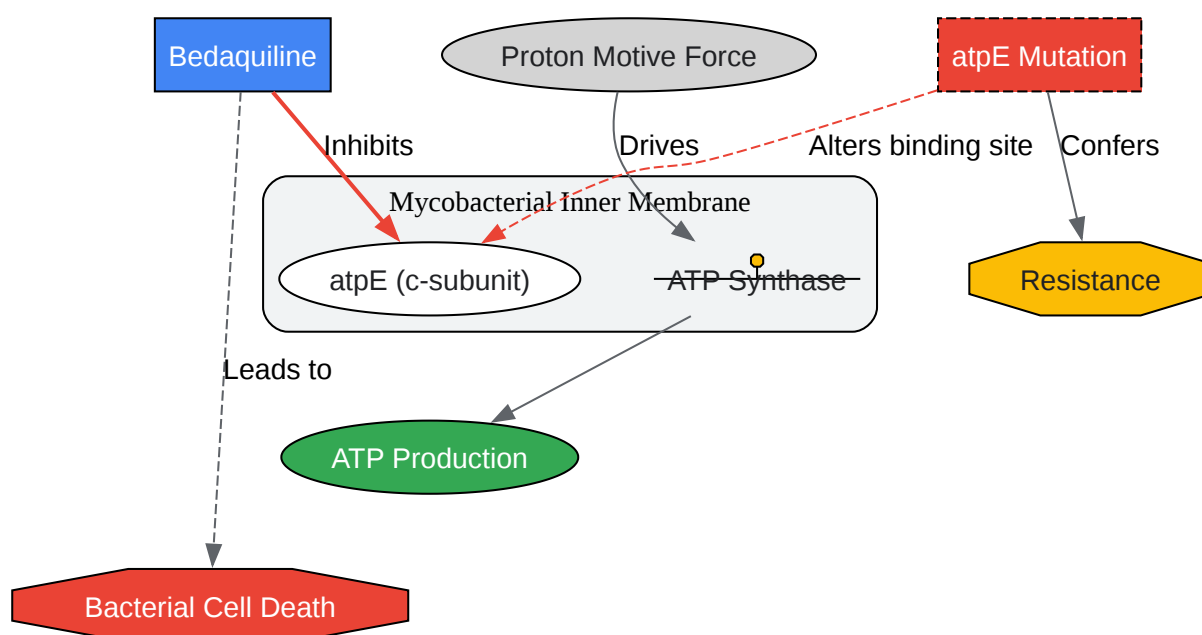 Bedaquiline
Proton Motive Force
atpE Mutation
Inhibits
Drives
Alters binding site
Confers
Mycobacterial Inner Membrane
atpE (c-subunit)
ATP Synthase
Resistance
Leads to
ATP Production
Bacterial Cell Death